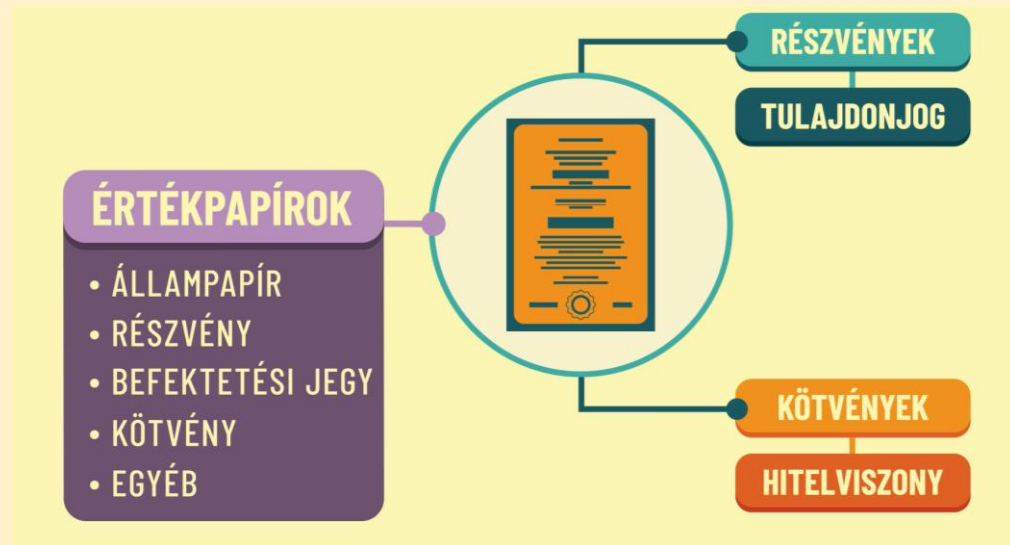 ÉRTÉKPAPÍROK
• ÁLLAMPAPÍR
• RÉSZVÉNY
• BEFEKTETÉSI JEGY
• KÖTVÉNY
• EGYÉB
RÉSZVÉNYEK
TULAJDONJOG
KÖTVÉNYEK
HITELVISZONY